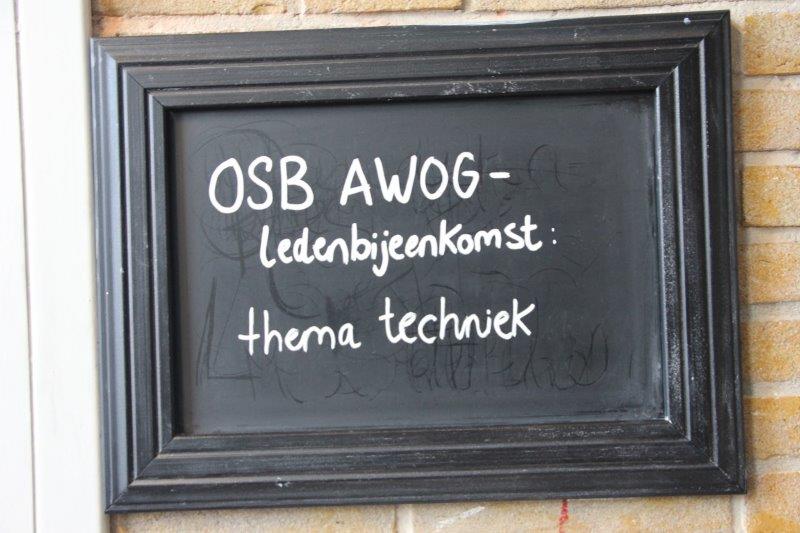 OSB AWOG-
ledenbijeenkomst:
thema techniek